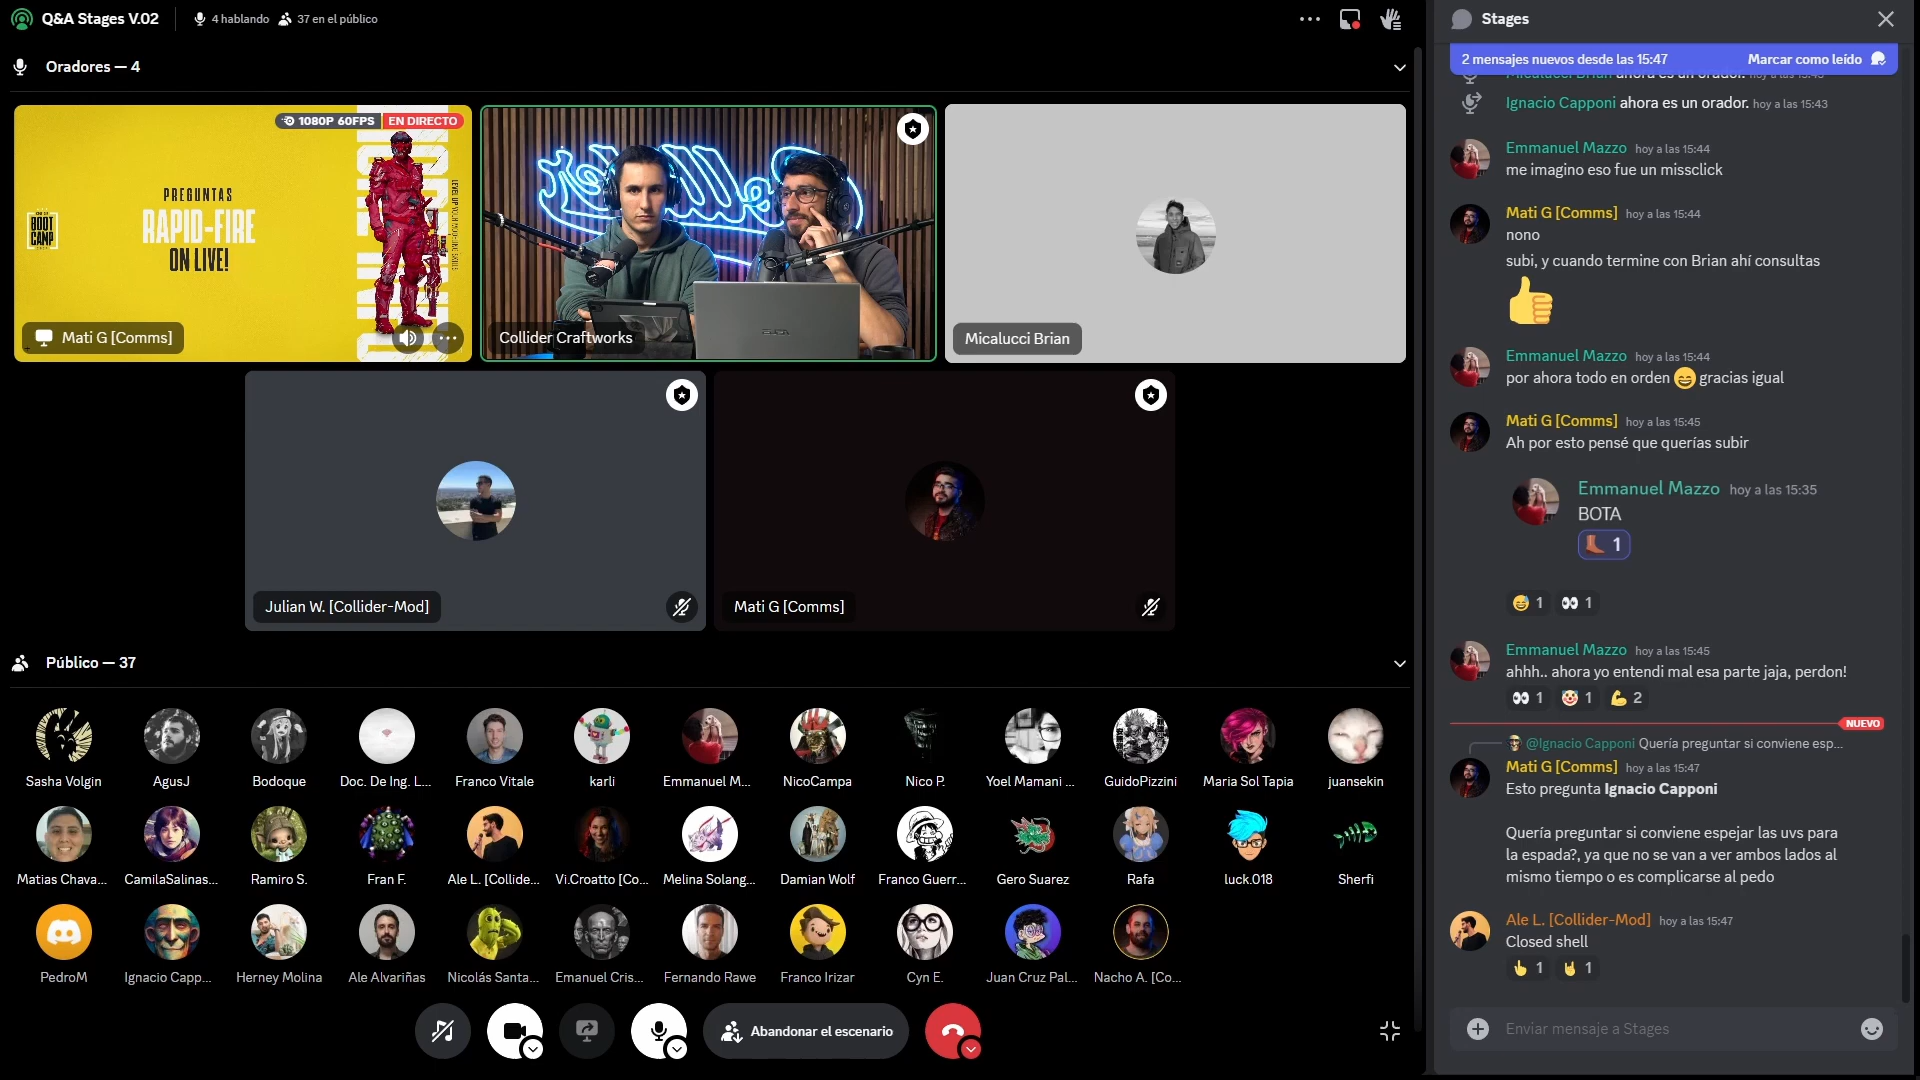 Q&A Stages V.02
4 hablando
37 en el público
Oradores — 4
1080P 60FPS
EN DIRECTO
PREGUNTAS
RAPID-FIRE
ON LIVE!
BOOT
CAMP
Mati G [Comms]
Collider Craftworks
Micalucci Brian
Julian W. [Collider-Mod]
Mati G [Comms]
Público — 37
Sasha Volgin
AgusJ
Bodoque
Doc. De Ing. L...
Franco Vitale
karli
Emmanuel M...
NicoCampa
Nico P.
Yoel Mamani ...
GuidoPizzini
Maria Sol Tapia
juansekin
Matias Chava...
CamilaSalinas...
Ramiro S.
Fran F.
Ale L. [Collide...
Vi.Croatto [Co...
Melina Solang...
Damian Wolf
Franco Guerr...
Gero Suarez
Rafa
luck.018
Sherfi
PedroM
Ignacio Capp...
Herney Molina
Ale Alvariñas
Nicolás Santa...
Emanuel Cris...
Fernando Rawe
Franco Irizar
Cyn E.
Juan Cruz Pal...
Nacho A. [Co...
Abandonar el escenario
Stages
2 mensajes nuevos desde las 15:47
Marcar como leído
Micalucci Brian ahora es un orador.
Ignacio Capponi ahora es un orador. hoy a las 15:43
Emmanuel Mazzo hoy a las 15:44
me imagino eso fue un missclick
Mati G [Comms] hoy a las 15:44
nono
subi, y cuando termine con Brian ahí consultas
Emmanuel Mazzo hoy a las 15:44
por ahora todo en orden 😄 gracias igual
Mati G [Comms] hoy a las 15:45
Ah por esto pensé que querías subir
Emmanuel Mazzo hoy a las 15:35
BOTA
1
1 1
Emmanuel Mazzo hoy a las 15:45
ahhh.. ahora yo entendi mal esa parte jaja, perdon!
1 1 2
NUEVO
@Ignacio Capponi Quería preguntar si conviene esp...
Mati G [Comms] hoy a las 15:47
Esto pregunta Ignacio Capponi
Quería preguntar si conviene espejar las uvs para
la espada?, ya que no se van a ver ambos lados al
mismo tiempo o es complicarse al pedo
Ale L. [Collider-Mod] hoy a las 15:47
Closed shell
1 1
Enviar mensaje a Stages